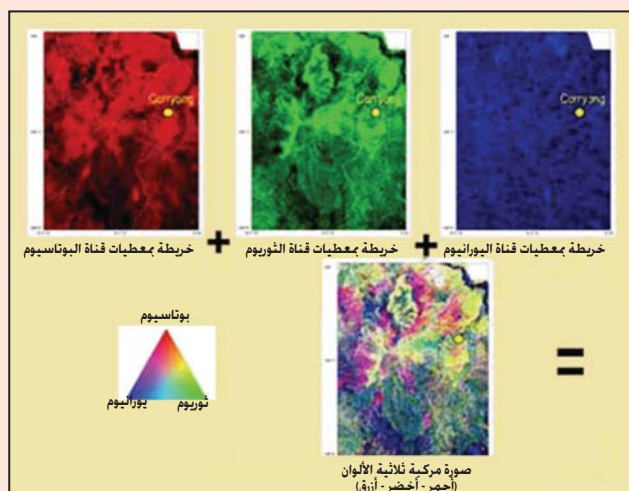 Corryong
Corryong
Corryong
خريطة بمعطيات قناة البوتاسيوم + خريطة بمعطيات قناة الثوريوم + خريطة بمعطيات قناة اليورانيوم
بوتاسيوم
يورانيوم
ثوريوم
=
صورة مركبة ثلاثية الألوان
(أحمر - أخضر - أزرق)